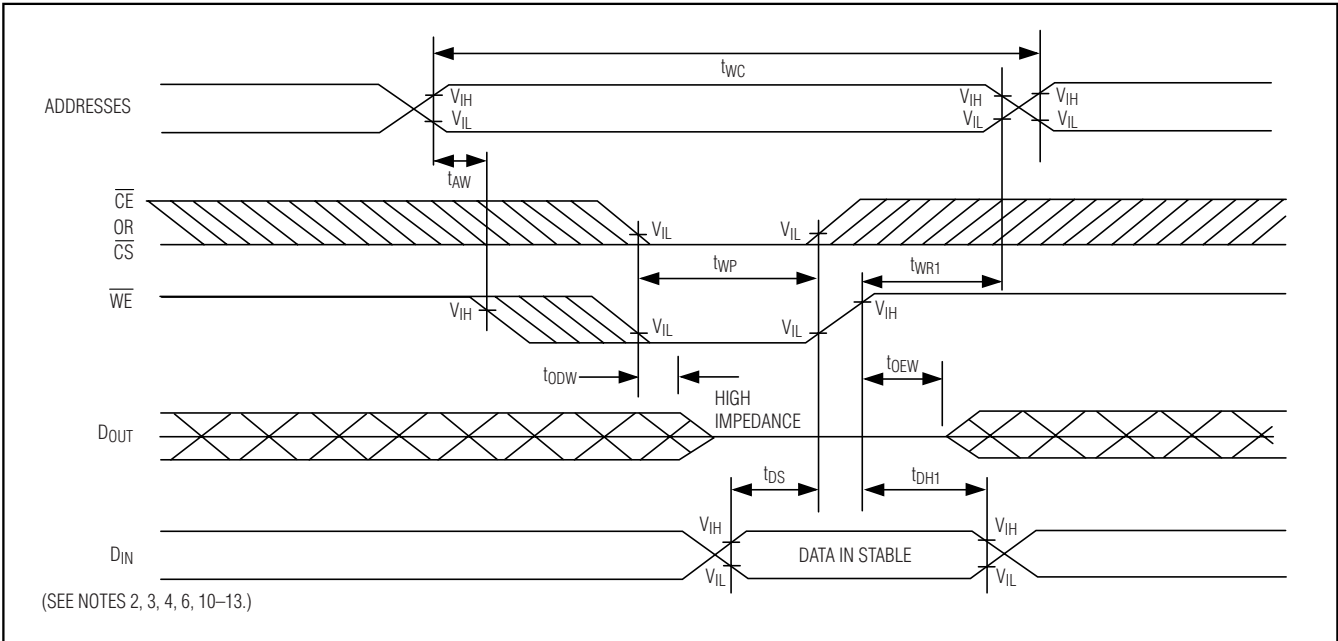 tWC
ADDRESSES
VIH
VIL
VIH
VIL
VIH
VIL
tAW
CE
OR
CS
VIL
VIL
tWP
tWR1
WE
VIH
VIL
VIL
VIH
tODW
tOEW
HIGH
IMPEDANCE
DOUT
tDS
tDH1
DIN
VIH
VIL
DATA IN STABLE
VIH
VIL
(SEE NOTES 2, 3, 4, 6, 10–13.)